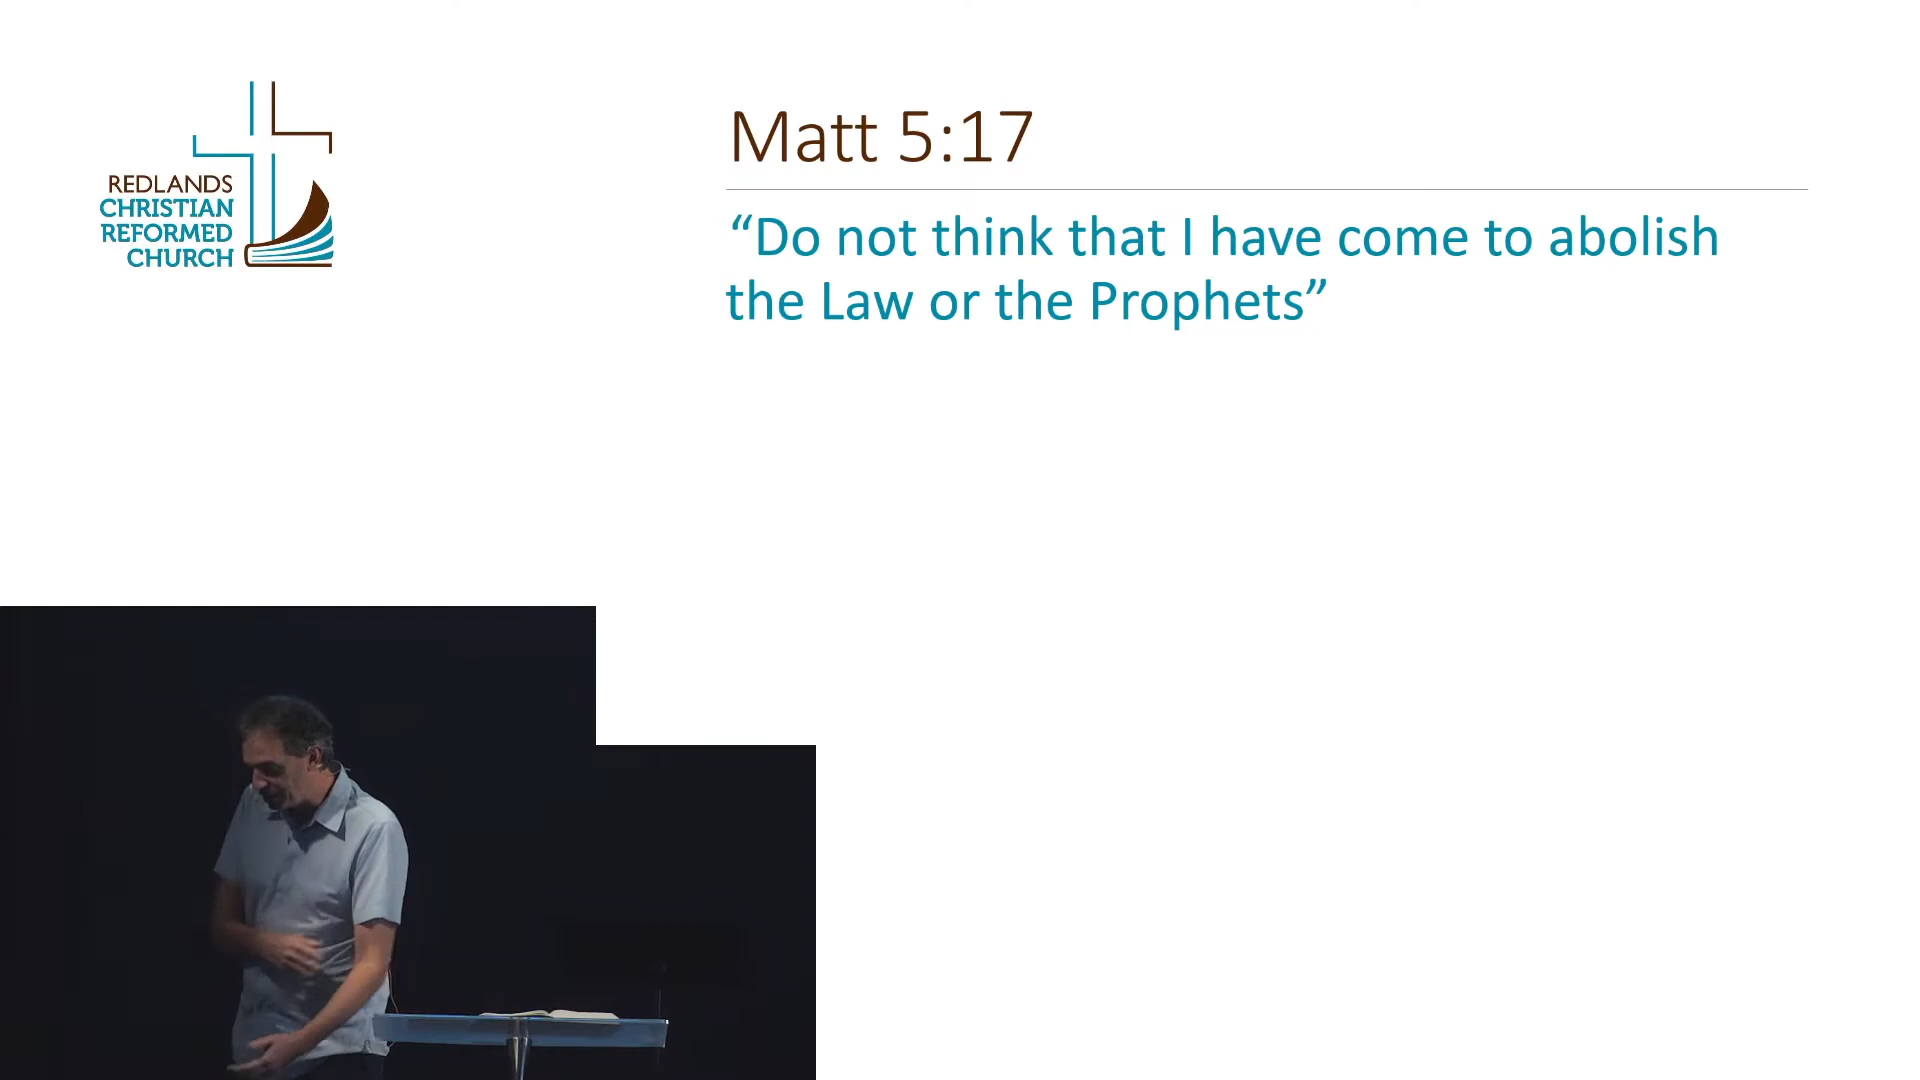 REDLANDS
CHRISTIAN
REFORMED
CHURCH
Matt 5:17
“Do not think that I have come to abolish
the Law or the Prophets”